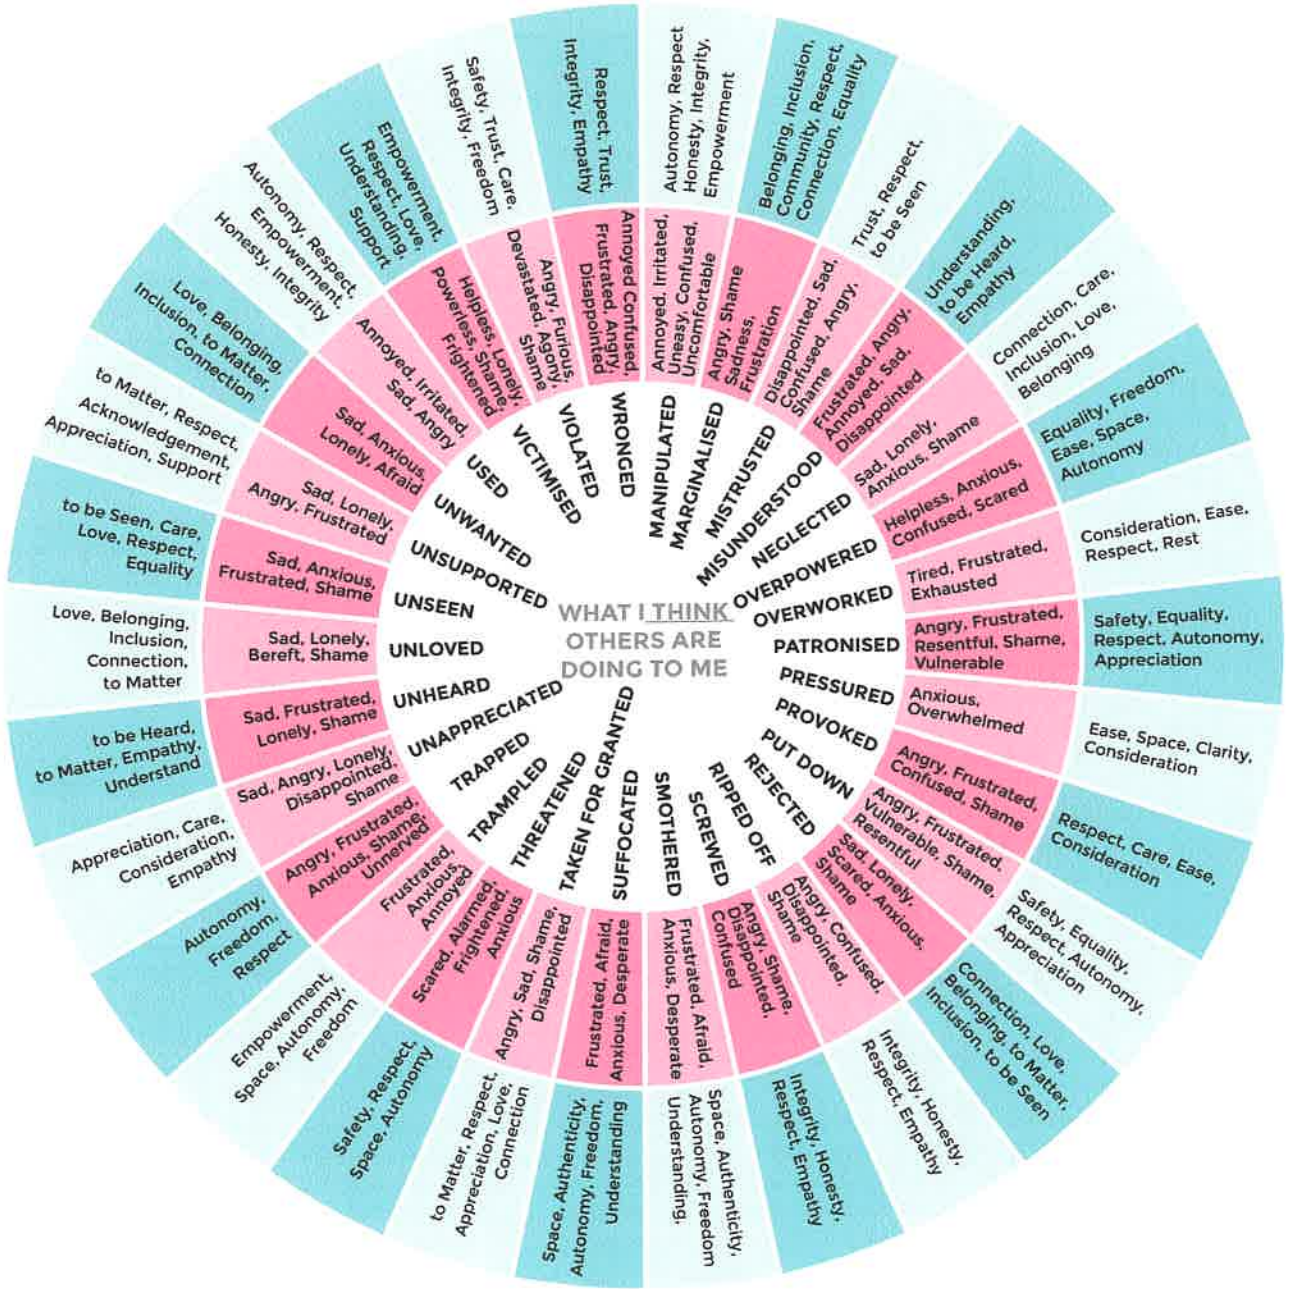 WHAT I THINK
OTHERS ARE
DOING TO ME
MANIPULATED
Annoyed, Irritated,
Uneasy, Confused,
Uncomfortable
Autonomy, Respect
Honesty, Integrity,
Empowerment
MARGINALISED
Angry, Shame
Sadness,
Frustration
Belonging, Inclusion,
Community, Respect,
Connection, Equality
MISTRUSTED
Disappointed, Sad,
Confused, Angry,
Shame
Trust, Respect,
to be Seen
MISUNDERSTOOD
Frustrated, Angry,
Annoyed, Sad,
Disappointed
Understanding,
to be Heard,
Empathy
NEGLECTED
Sad, Lonely,
Anxious, Shame
Connection, Care,
Inclusion, Love,
Belonging
OVERPOWERED
Helpless, Anxious,
Confused, Scared
Equality, Freedom,
Ease, Space,
Autonomy
OVERWORKED
Tired, Frustrated,
Exhausted
Consideration, Ease,
Respect, Rest
PATRONISED
Angry, Frustrated,
Resentful, Shame,
Vulnerable
Safety, Equality,
Respect, Autonomy,
Appreciation
PRESSURED
Anxious,
Overwhelmed
Ease, Space, Clarity,
Consideration
PROVOKED
Angry, Frustrated,
Confused, Shame
Respect, Care, Ease,
Consideration
PUT DOWN
Angry, Frustrated,
Vulnerable, Shame,
Resentful
Safety, Equality,
Respect, Autonomy,
Appreciation
REJECTED
Sad, Lonely,
Scared, Anxious,
Shame
Connection, Love,
Belonging, to Matter,
Inclusion, to be Seen
RIPPED OFF
Angry, Confused,
Disappointed,
Shame
Integrity, Honesty,
Respect, Empathy
SCREWED
Angry, Shame,
Disappointed,
Confused
Integrity, Honesty,
Respect, Empathy
SMOTHERED
Frustrated, Afraid,
Anxious, Desperate
Space, Authenticity,
Autonomy, Freedom
Understanding,
SUFFOCATED
Frustrated, Afraid,
Anxious, Desperate
Space, Authenticity,
Autonomy, Freedom,
Understanding
TAKEN FOR GRANTED
Angry, Sad, Shame,
Disappointed
to Matter, Respect,
Appreciation, Love,
Connection
THREATENED
Scared, Alarmed,
Frightened,
Anxious
Safety, Respect,
Space, Autonomy
TRAMPLED
Frustrated,
Anxious,
Annoyed
Empowerment,
Space, Autonomy,
Freedom
TRAPPED
Angry, Frustrated,
Anxious, Shame,
Unnerved
Autonomy,
Freedom,
Respect
UNAPPRECIATED
Sad, Angry, Lonely,
Disappointed,
Shame
Appreciation, Care,
Consideration,
Empathy
UNHEARD
Sad, Frustrated,
Lonely, Shame
to be Heard,
to Matter, Empathy,
Understand
UNLOVED
Sad, Lonely,
Bereft, Shame
Love, Belonging,
Inclusion,
Connection,
to Matter
UNSEEN
Sad, Anxious,
Frustrated, Shame
to be Seen, Care,
Love, Respect,
Equality
UNSUPPORTED
Sad, Lonely,
Angry, Frustrated
to Matter, Respect,
Acknowledgement,
Appreciation, Support
UNWANTED
Sad, Anxious,
Lonely, Afraid
Love, Belonging,
Inclusion, to Matter,
Connection
USED
Annoyed, Irritated,
Sad, Angry
Autonomy, Respect,
Empowerment,
Honesty, Integrity
VICTIMISED
Helpless, Lonely,
Powerless, Shame,
Frightened
Empowerment,
Respect, Love,
Understanding,
Support
VIOLATED
Angry, Furious,
Devastated, Agony,
Shame
Safety, Trust, Care,
Integrity, Freedom
WRONGED
Annoyed Confused,
Frustrated, Angry,
Disappointed
Respect, Trust,
Integrity, Empathy